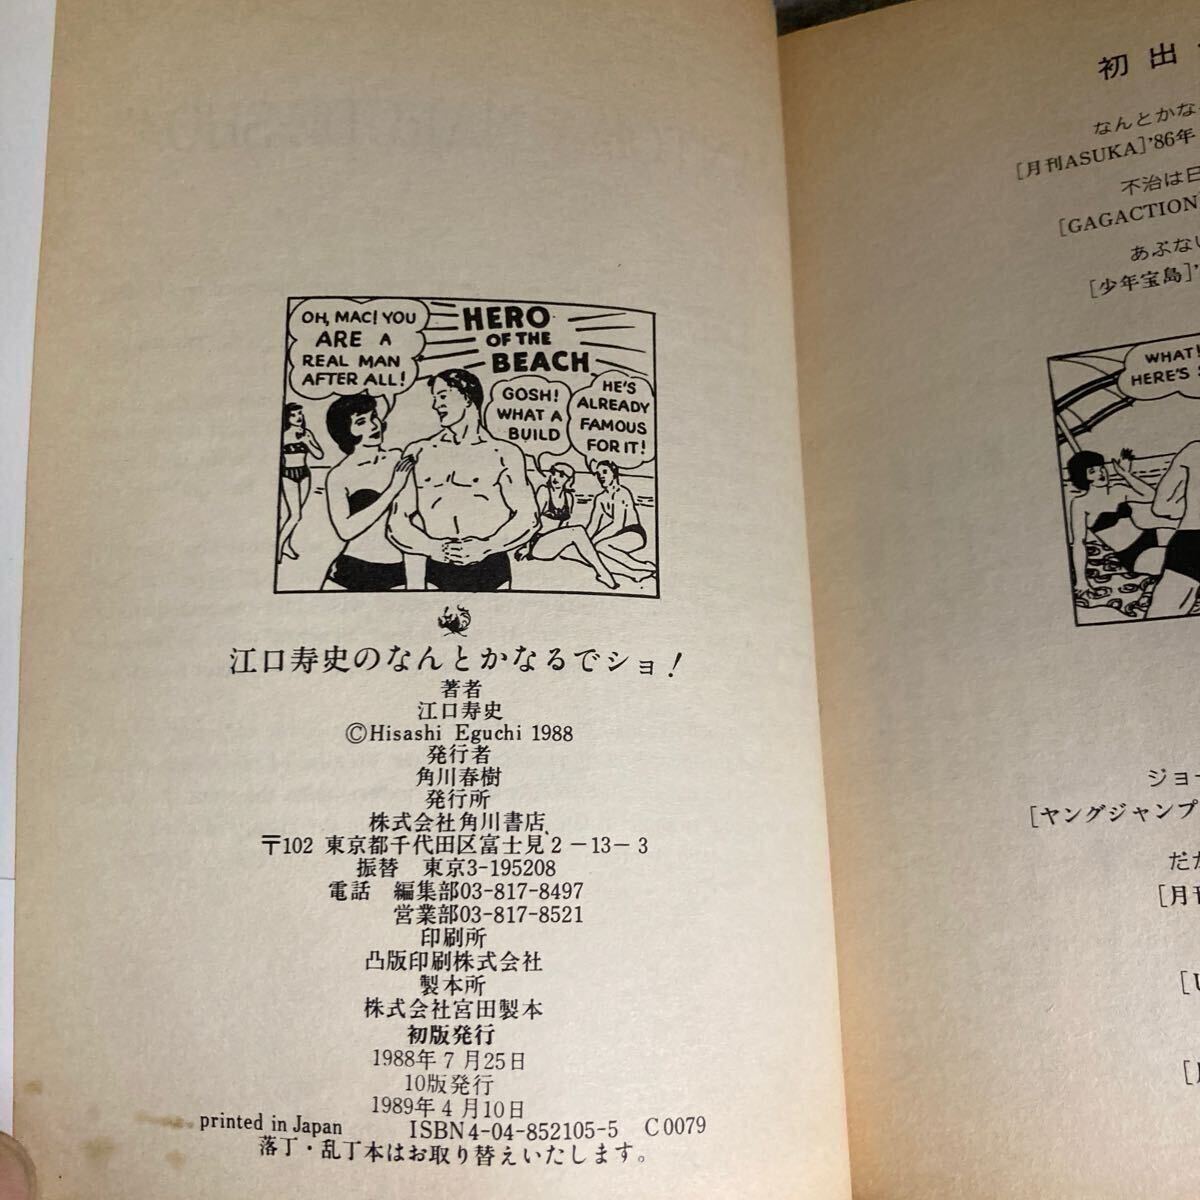 OH, MAC! YOU
ARE A
REAL MAN
AFTER ALL!
HERO
OF THE
BEACH
GOSH!
WHAT A
BUILD
HE'S
ALREADY
FAMOUS
FOR IT!
江口寿史のなんとかなるでショ!
著者
江口寿史
©Hisashi Eguchi 1988
発行者
角川春樹
発行所
株式会社角川書店
〒102 東京都千代田区富士見2-13-3
振替 東京3-195208
電話 編集部03-817-8497
営業部03-817-8521
印刷所
凸版印刷株式会社
製本所
株式会社宮田製本
初版発行
1988年7月25日
10版発行
1989年4月10日
printed in Japan ISBN4-04-852105-5 C0079
落丁・乱丁本はお取り替えいたします。
初出
なんとかな
[月刊ASUKA]'86年
不治は日
[GAGACTION]
あぶない
[少年宝島]'
WHAT!
HERE'S
ジョー
[ヤングジャンプ
だか
[月刊
[U